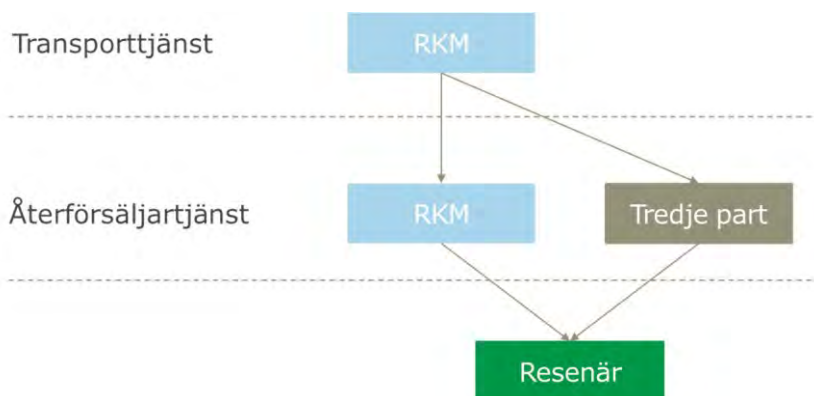 Transporttjänst
RKM
Återförsäljartjänst
RKM
Tredje part
Resenär